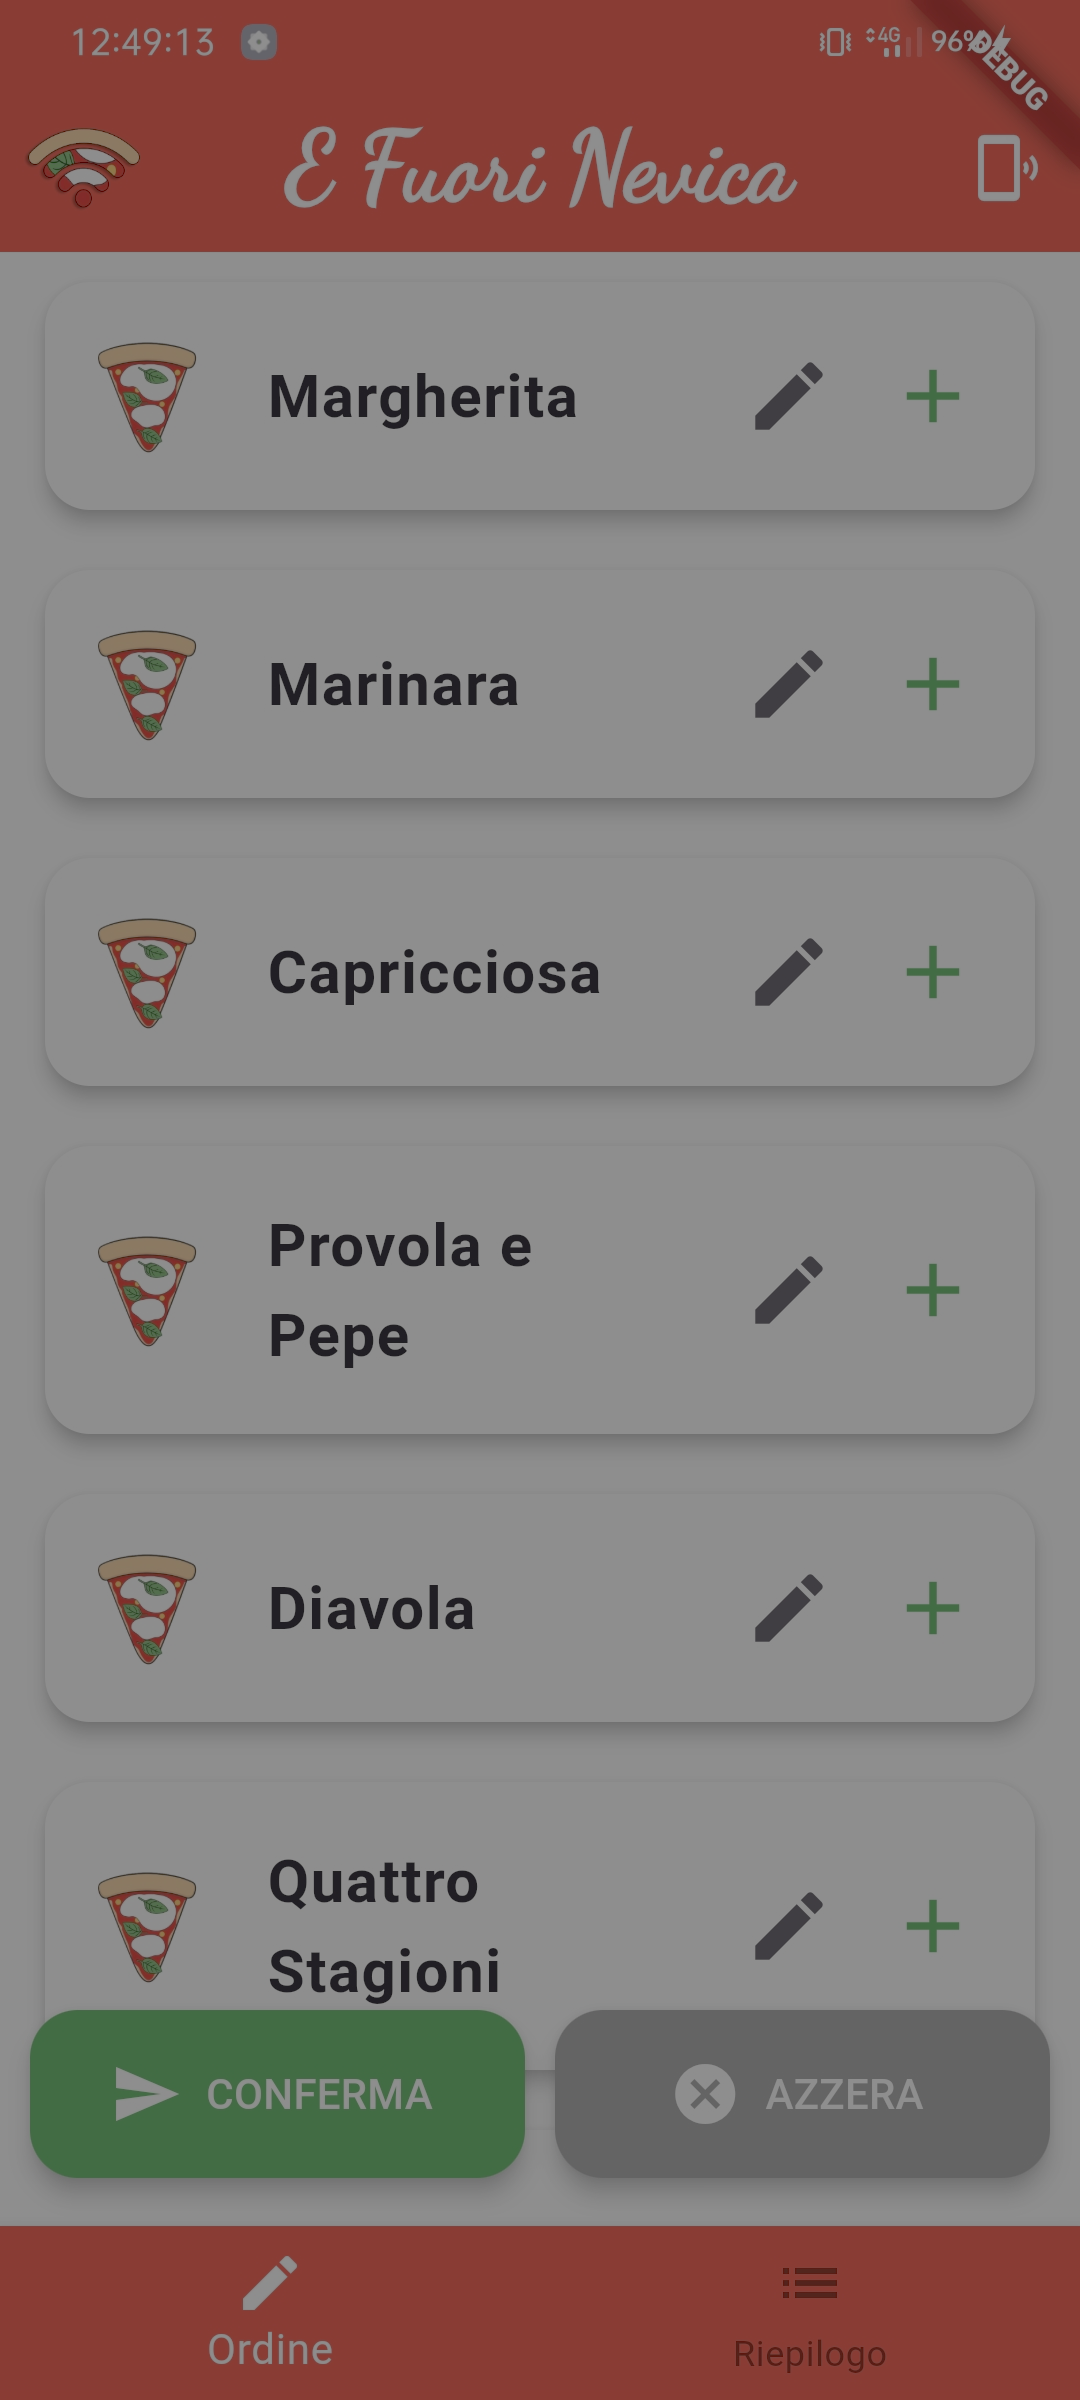 12:49:13 4G 96%
DEBUG
E Fuori Nevica
Margherita
Marinara
Capricciosa
Provola e
Pepe
Diavola
Quattro
Stagioni
CONFERMA AZZERA
Ordine Riepilogo